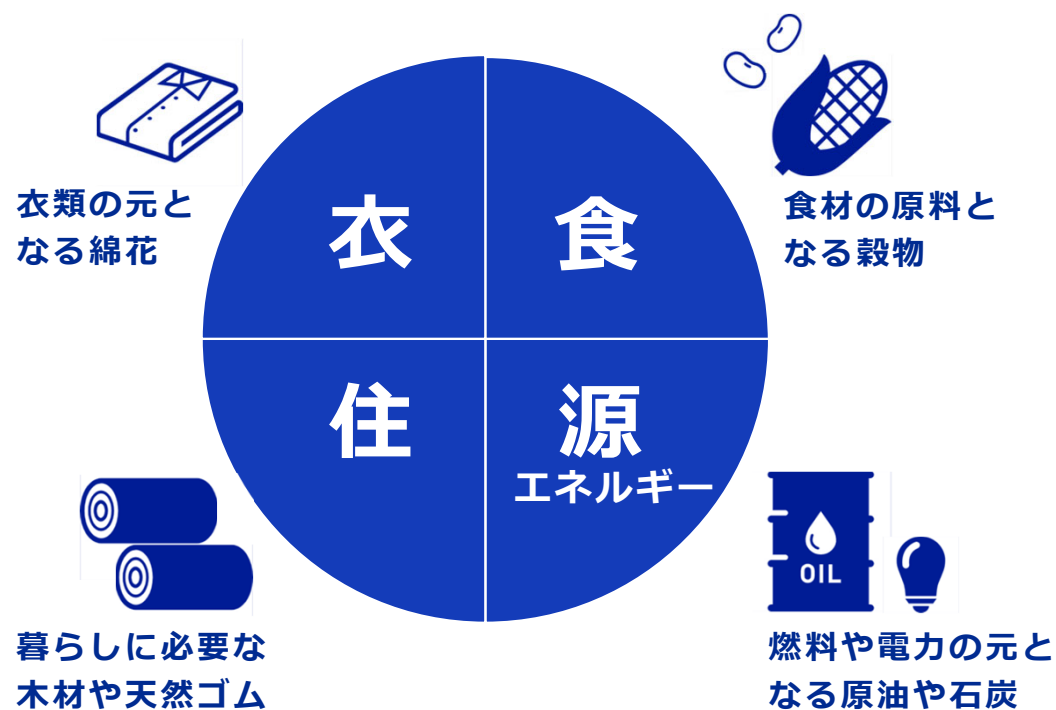 衣類の元と
なる綿花
衣
食
食材の原料と
なる穀物
住
源
エネルギー
OIL
暮らしに必要な
木材や天然ゴム
燃料や電力の元と
なる原油や石炭